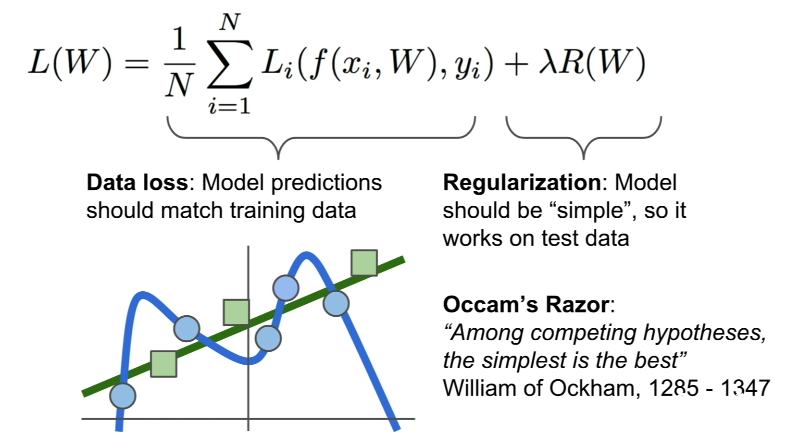 L(W) = \frac{1}{N} \sum_{i=1}^{N} L_i(f(x_i, W), y_i) + λR(W)
Data loss: Model predictions
should match training data
Regularization: Model
should be “simple”, so it
works on test data
Occam’s Razor:
“Among competing hypotheses,
the simplest is the best”
William of Ockham, 1285 - 1347